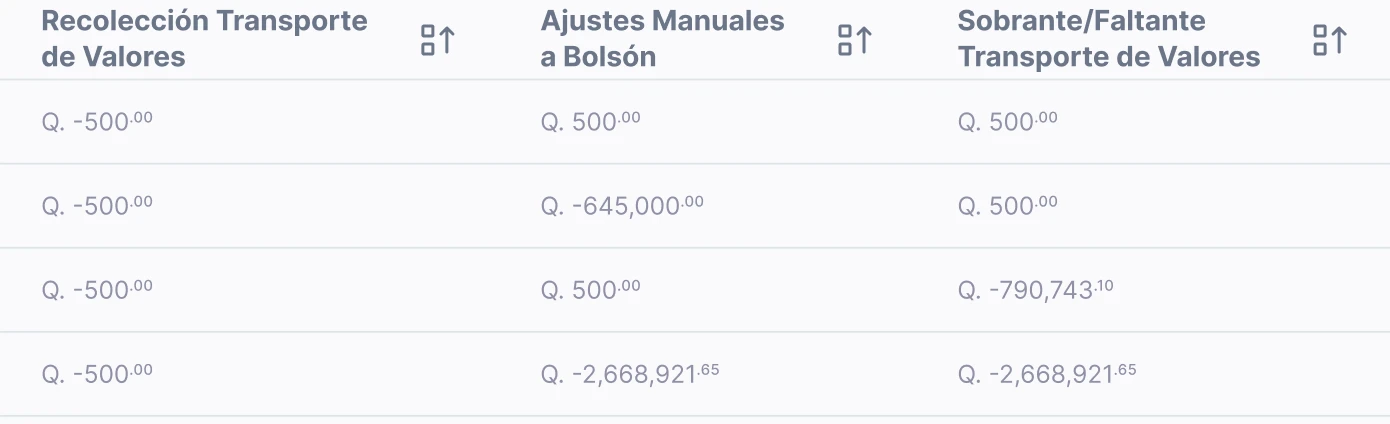 Recolección Transporte de Valores
Ajustes Manuales a Bolsón
Sobrante/Faltante Transporte de Valores
Q. -500.00 Q. 500.00 Q. 500.00
Q. -500.00 Q. -645,000.00 Q. 500.00
Q. -500.00 Q. 500.00 Q. -790,743.10
Q. -500.00 Q. -2,668,921.65 Q. -2,668,921.65